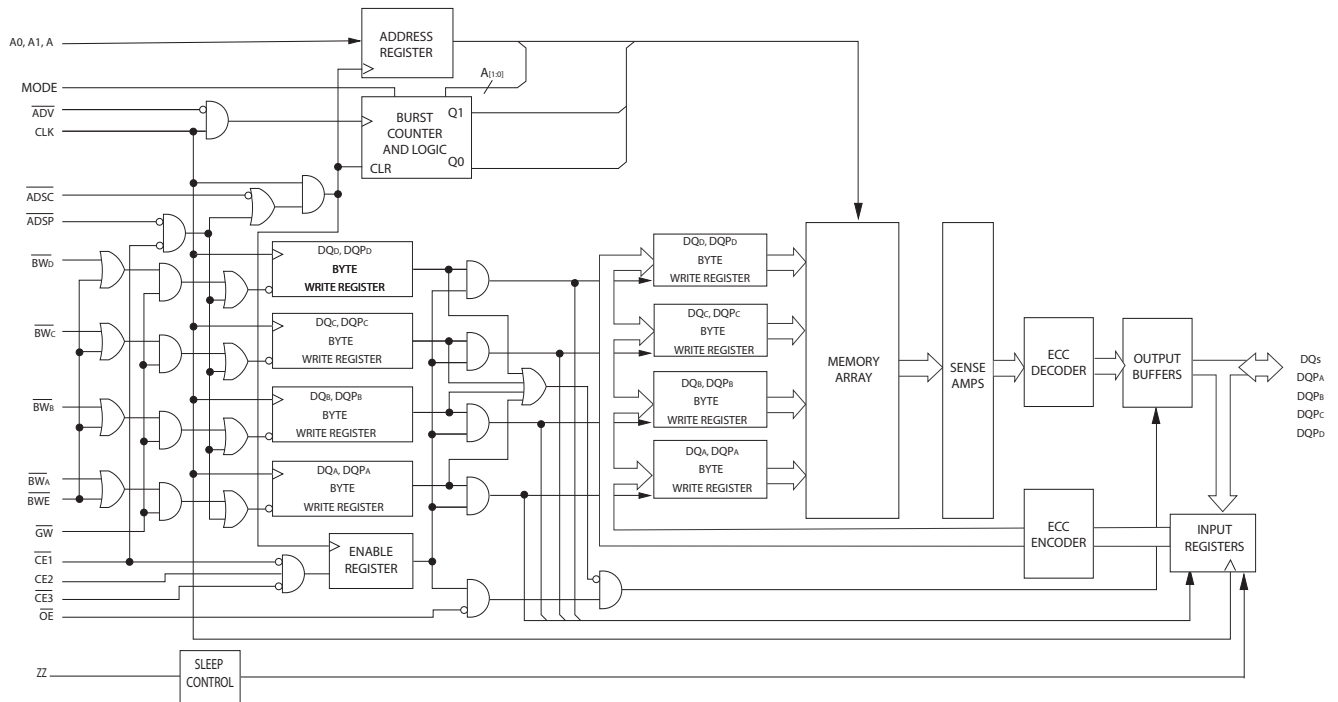 A0, A1, A
ADDRESS
REGISTER
MODE
A[1:0]
ADV
CLK
BURST
COUNTER
AND LOGIC
CLR
Q1
Q0
ADSC
ADSP
BWD
DQD, DQPD
BYTE
WRITE REGISTER
BWC
DQC, DQPC
BYTE
WRITE REGISTER
BWB
DQB, DQPB
BYTE
WRITE REGISTER
BWA
BWE
DQA, DQPA
BYTE
WRITE REGISTER
GW
CE1
CE2
CE3
OE
ENABLE
REGISTER
ZZ
SLEEP
CONTROL
DQD, DQPD
BYTE
WRITE REGISTER
DQC, DQPC
BYTE
WRITE REGISTER
DQB, DQPB
BYTE
WRITE REGISTER
DQA, DQPA
BYTE
WRITE REGISTER
MEMORY
ARRAY
SENSE
AMPS
ECC
DECODER
OUTPUT
BUFFERS
DQs
DQPA
DQPB
DQPC
DQPD
ECC
ENCODER
INPUT
REGISTERS